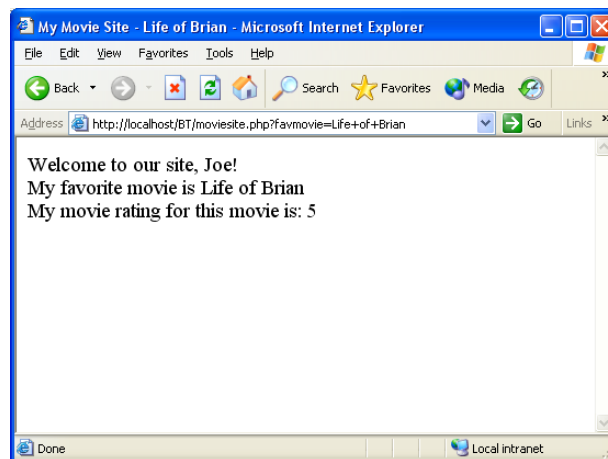 My Movie Site - Life of Brian - Microsoft Internet Explorer
File Edit View Favorites Tools Help
Back Search Favorites Media »
Address http://localhost/BT/moviesite.php?favmovie=Life+of+Brian Go Links »
Welcome to our site, Joe!
My favorite movie is Life of Brian
My movie rating for this movie is: 5
Done Local intranet